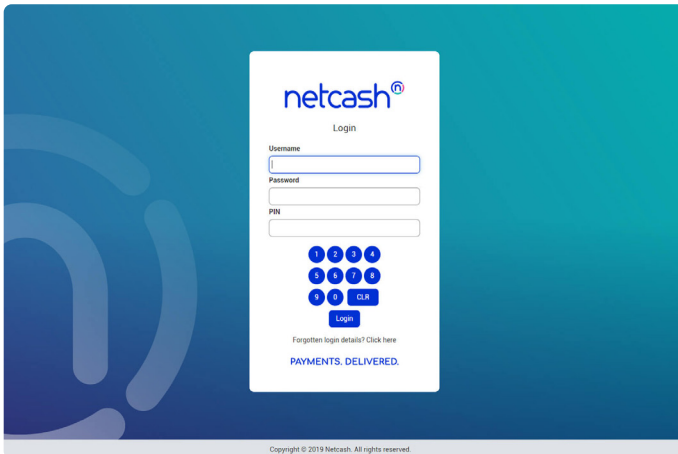 netcash n
Login
Username
Password
PIN
1 2 3 4
5 6 7 8
9 0 CLR
Login
Forgotten login details? Click here
PAYMENTS. DELIVERED.
Copyright © 2019 Netcash. All rights reserved.